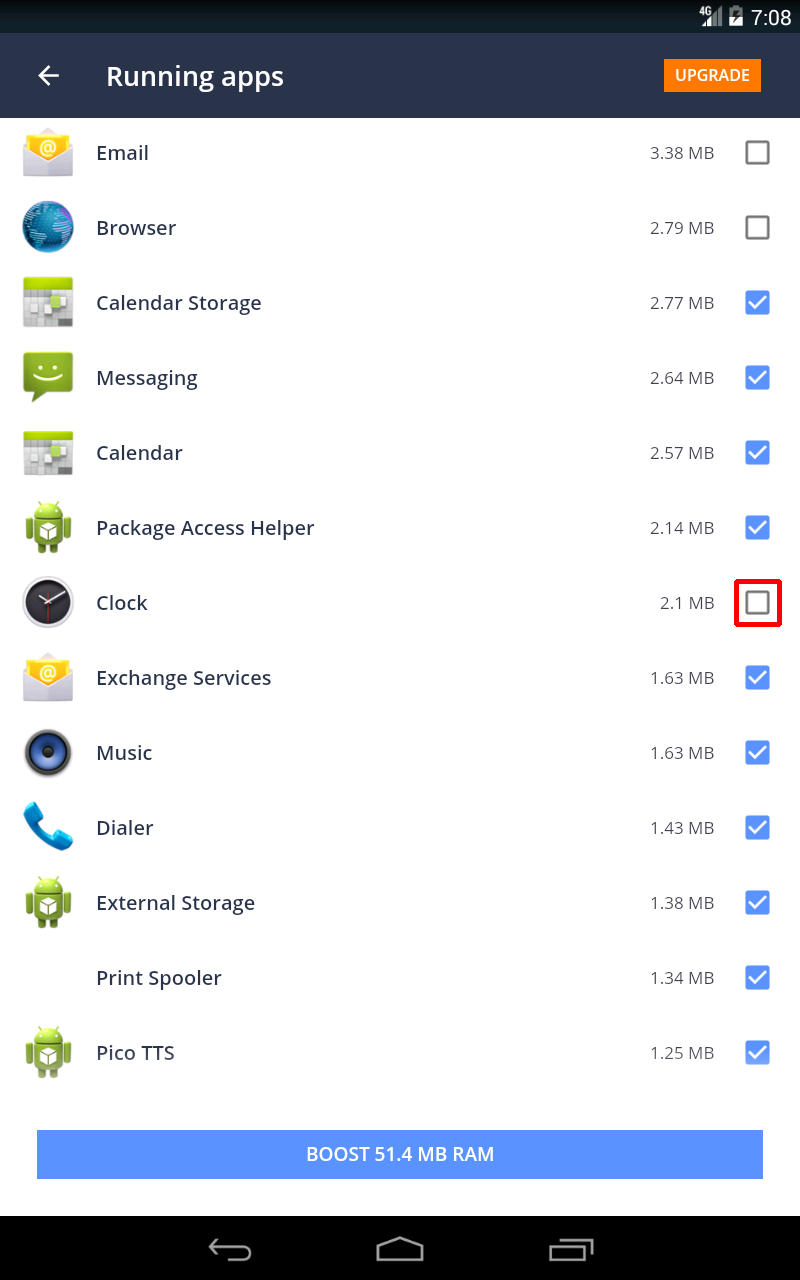 4G 7:08
Running apps UPGRADE
Email 3.38 MB
Browser 2.79 MB
Calendar Storage 2.77 MB
Messaging 2.64 MB
Calendar 2.57 MB
Package Access Helper 2.14 MB
Clock 2.1 MB
Exchange Services 1.63 MB
Music 1.63 MB
Dialer 1.43 MB
External Storage 1.38 MB
Print Spooler 1.34 MB
Pico TTS 1.25 MB
BOOST 51.4 MB RAM